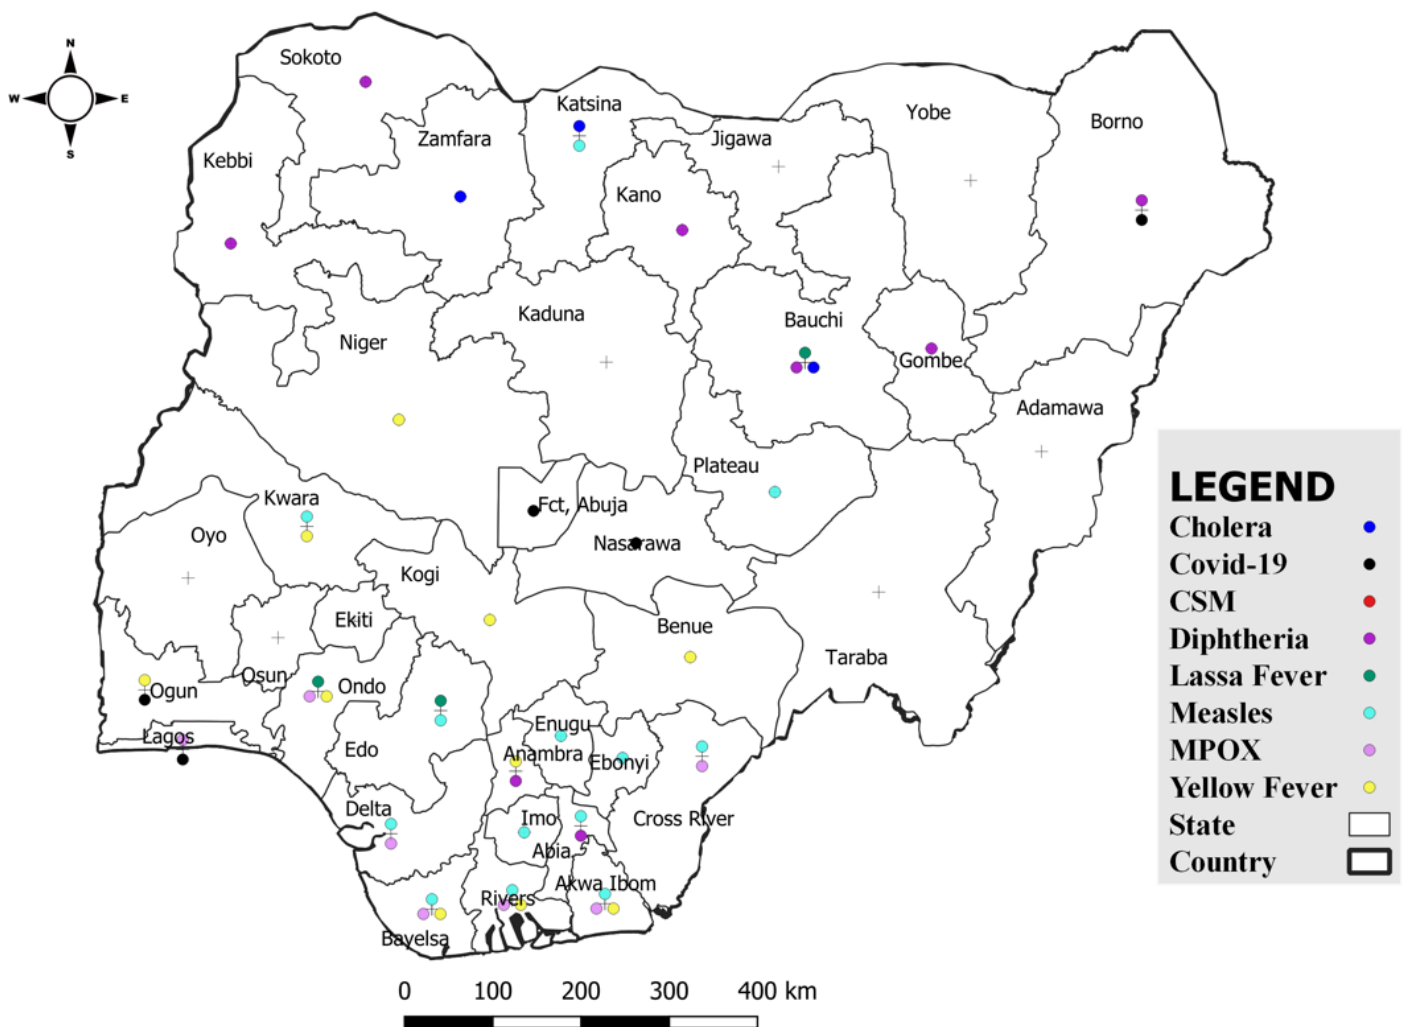 N
W E
S
Sokoto
Katsina
Yobe
Borno
Zamfara
Jigawa
Kebbi
Kano
Kaduna
Bauchi
Niger
Gombe
Adamawa
Plateau
Kwara
Fct, Abuja
Oyo
Nasarawa
Kogi
Ekiti
Benue
Taraba
Osun
Ondo
Ogun
Lagos
Edo
Enugu
Anambra
Ebonyi
Delta
Imo
Cross River
Abia
Akwa Ibom
Rivers
Bayelsa
LEGEND
Cholera
Covid-19
CSM
Diphtheria
Lassa Fever
Measles
MPOX
Yellow Fever
State
Country
0 100 200 300 400 km